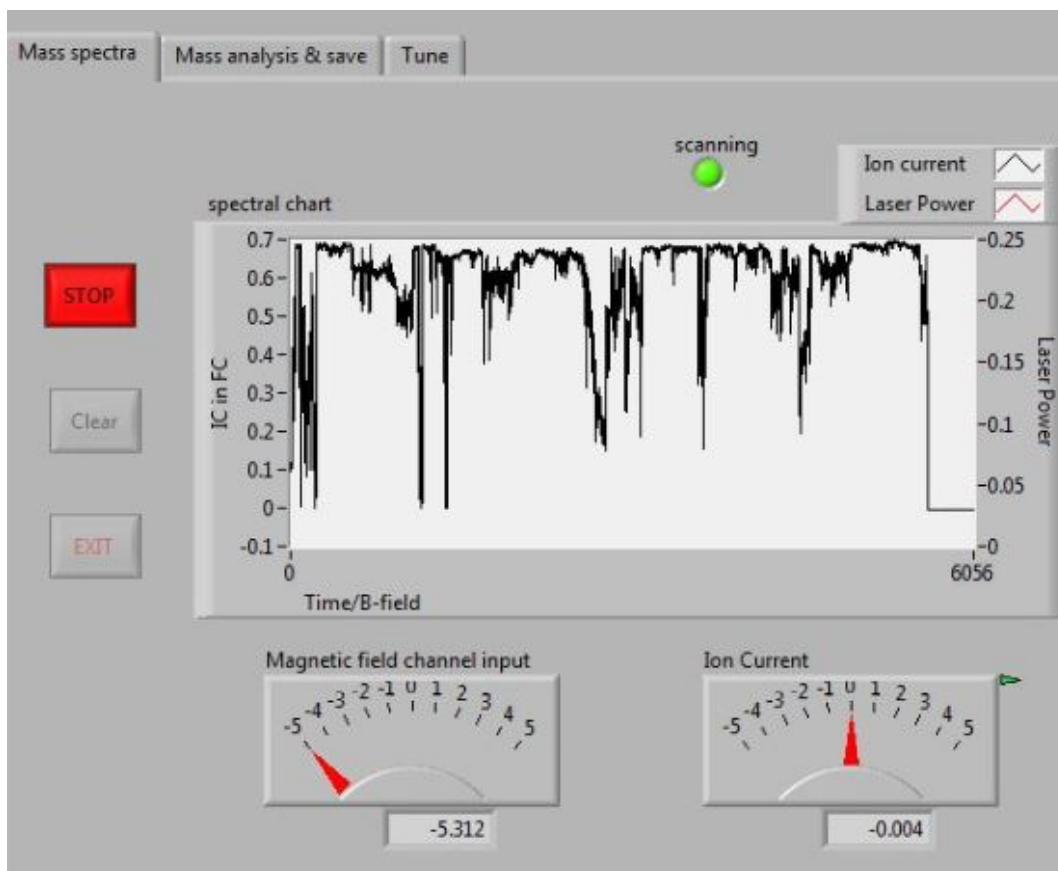 Mass spectra
Mass analysis & save
Tune
scanning
Ion current
Laser Power
spectral chart
STOP
Clear
EXIT
IC in FC
0.7
0.6
0.5
0.4
0.3
0.2
0.1
0
-0.1
0.25
0.2
0.15
0.1
0.05
0
Laser Power
0
6056
Time/B-field
Magnetic field channel input
-5 -4 -3 -2 -1 0 1 2 3 4 5
-5.312
Ion Current
-5 -4 -3 -2 -1 0 1 2 3 4 5
-0.004